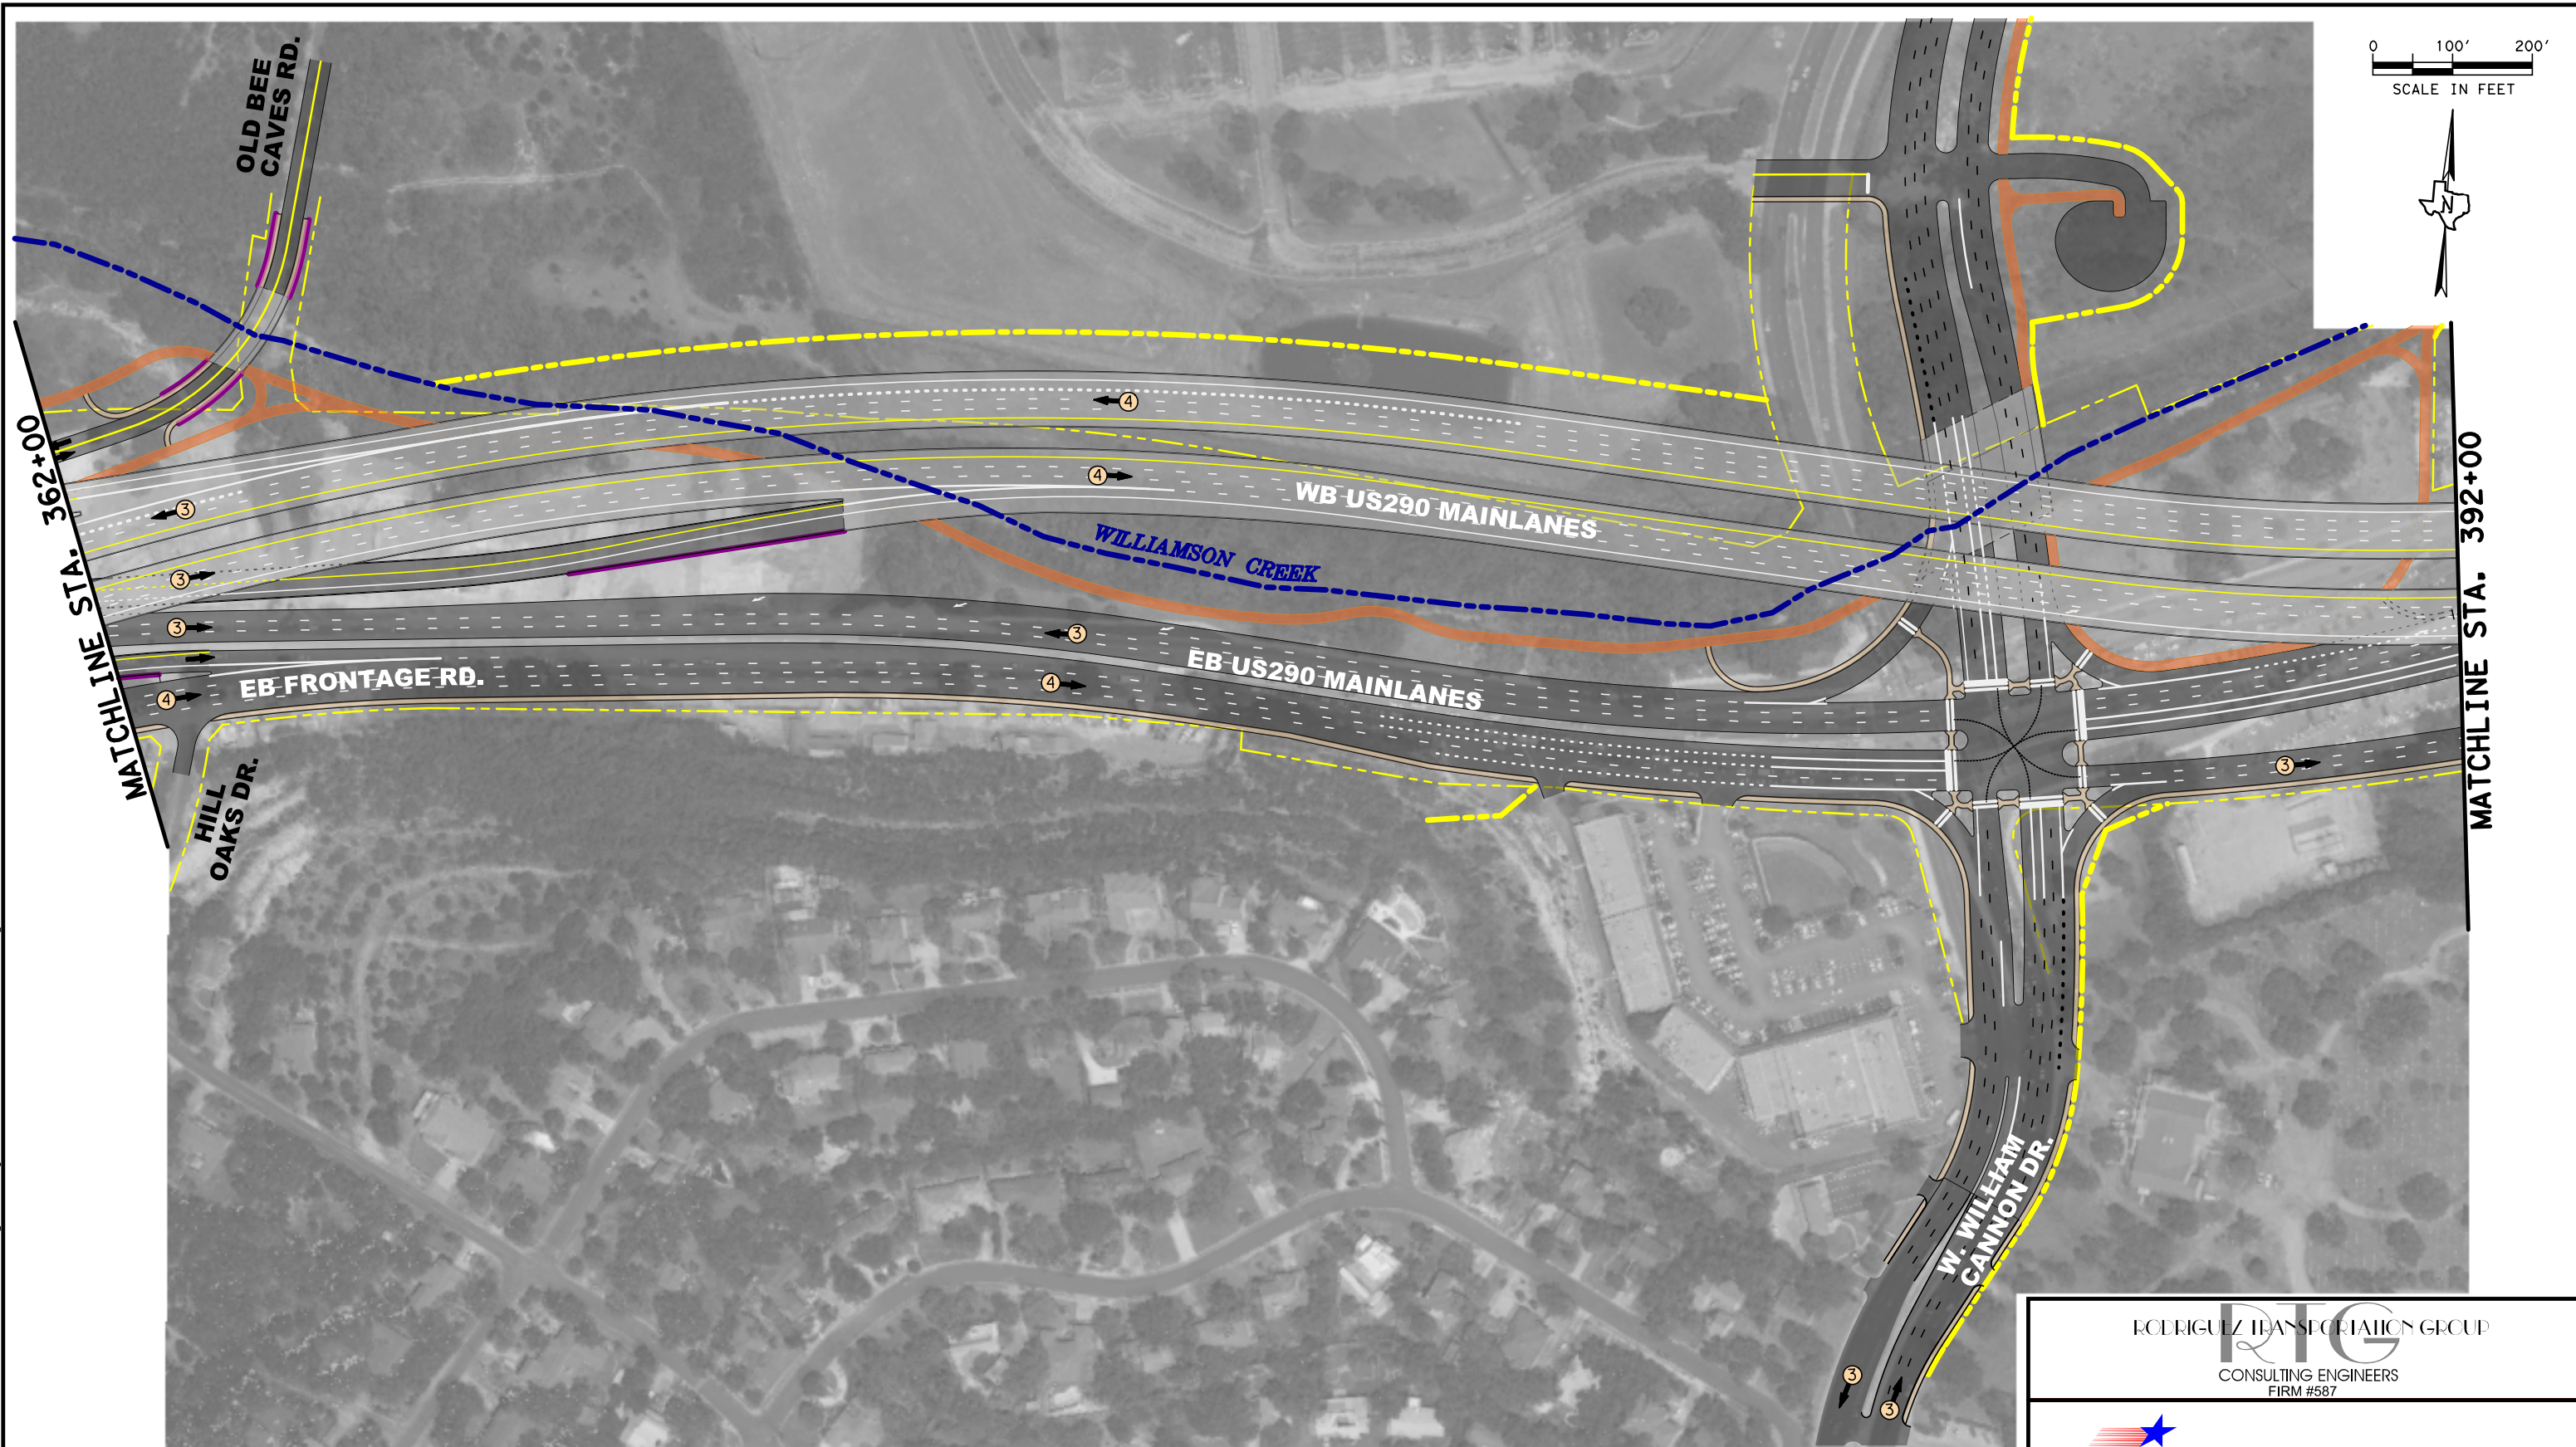 OLD BEE
CAVES RD.
0 100' 200'
SCALE IN FEET
N
MATCHLINE STA. 362+00
MATCHLINE STA. 392+00
4
4
3
3
3
3
4
4
3
3
3
WB US290 MAINLANES
WILLIAMSON CREEK
EB US290 MAINLANES
EB FRONTAGE RD.
HILL
OAKS DR.
W. WILLIAM
CANNON DR.
RTG
RODRIGUEZ TRANSPORTATION GROUP
CONSULTING ENGINEERS
FIRM #587